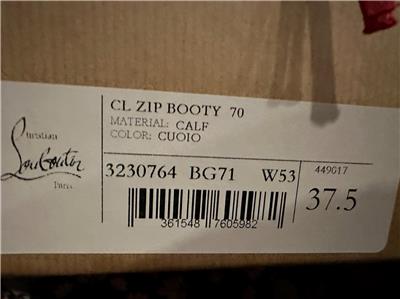 CL ZIP BOOTY 70
MATERIAL: CALF
COLOR: CUOIO
Christian
Louboutin
Paris
3230764 BG71 W53
449017
37.5
361548 7605982